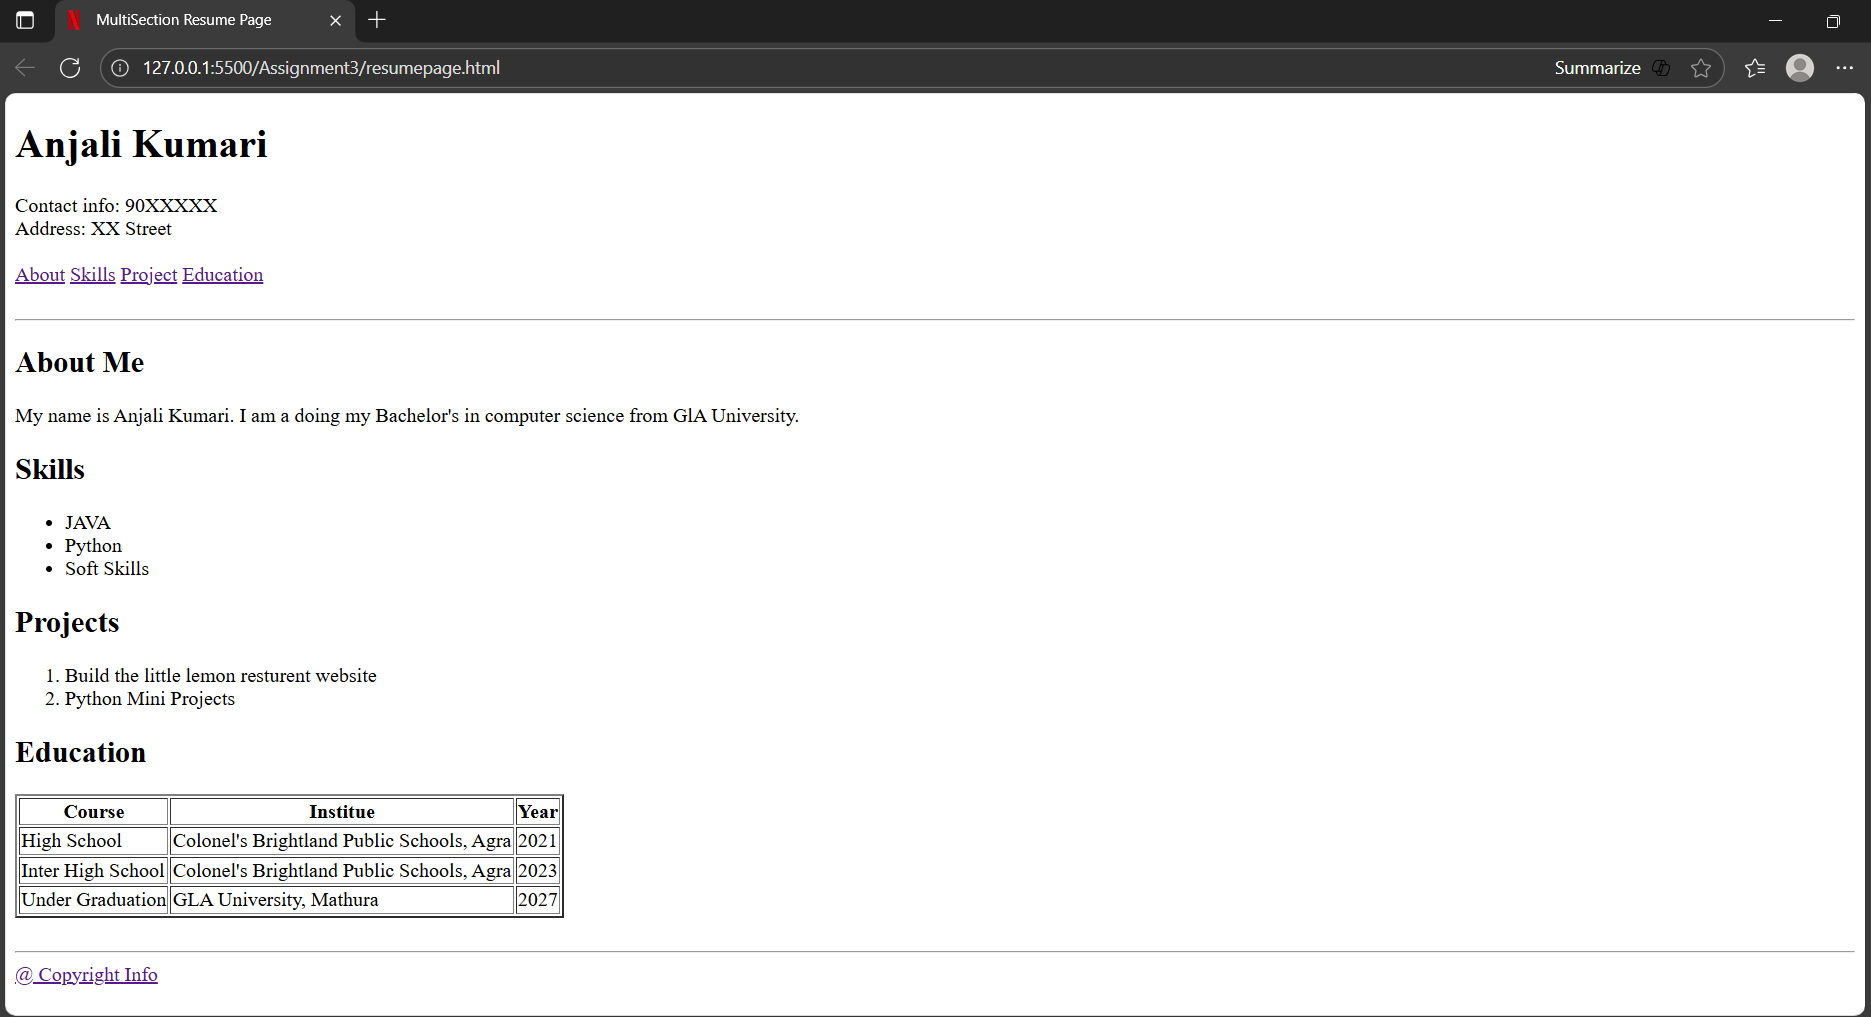 MultiSection Resume Page
127.0.0.1:5500/Assignment3/resumepage.html
Summarize
Anjali Kumari
Contact info: 90XXXXX
Address: XX Street
About Skills Project Education
About Me
My name is Anjali Kumari. I am a doing my Bachelor's in computer science from GlA University.
Skills
• JAVA
• Python
• Soft Skills
Projects
1. Build the little lemon resturent website
2. Python Mini Projects
Education
Course Institue Year
High School Colonel's Brightland Public Schools, Agra 2021
Inter High School Colonel's Brightland Public Schools, Agra 2023
Under Graduation GLA University, Mathura 2027
@ Copyright Info